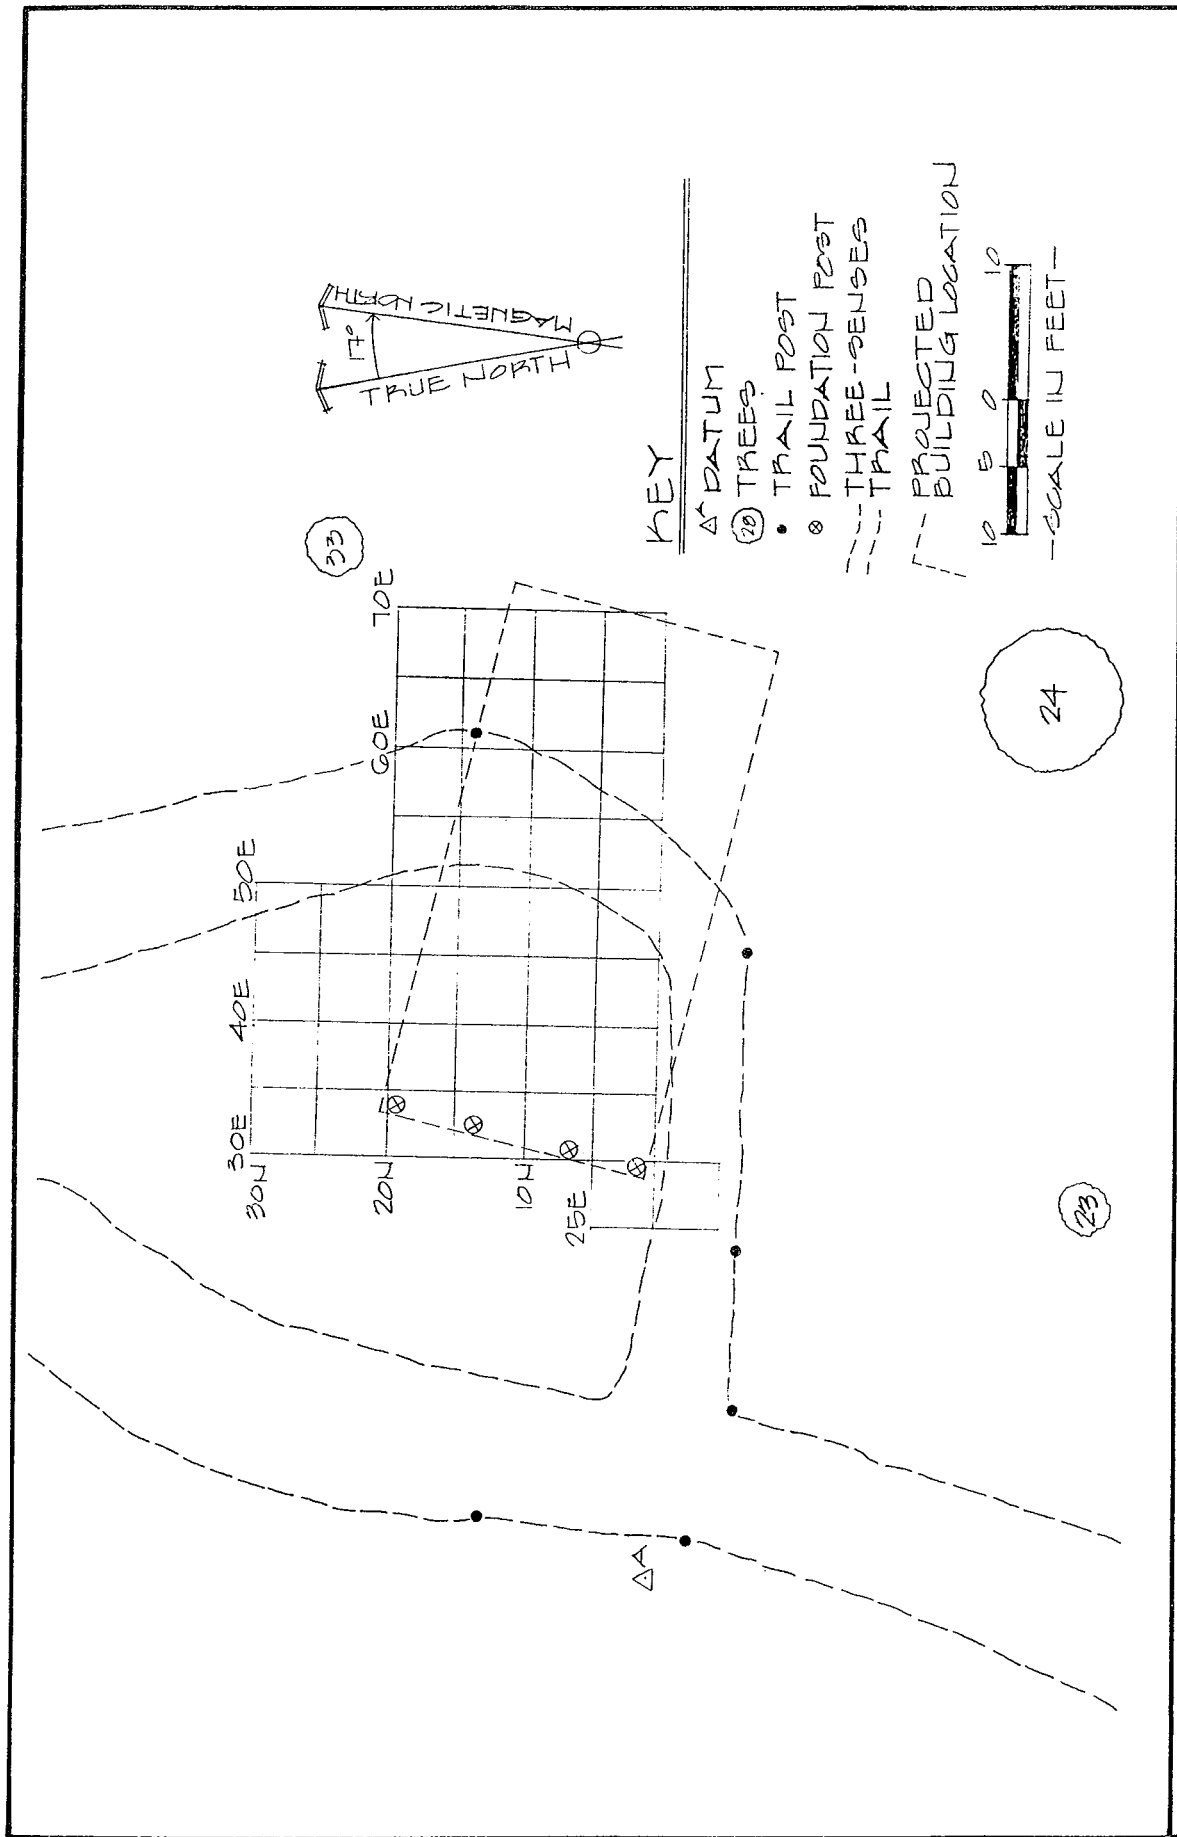 MAGNETIC NORTH
17°
TRUE NORTH
33
70E
60E
50E
40E
30E
30N
20N
10N
25E
A
24
23
KEY
A DATUM
20 TREES
TRAIL POST
FOUNDATION POST
THREE-SENSES
TRAIL
PROJECTED
BUILDING LOCATION
10 5 0 10
-SCALE IN FEET-